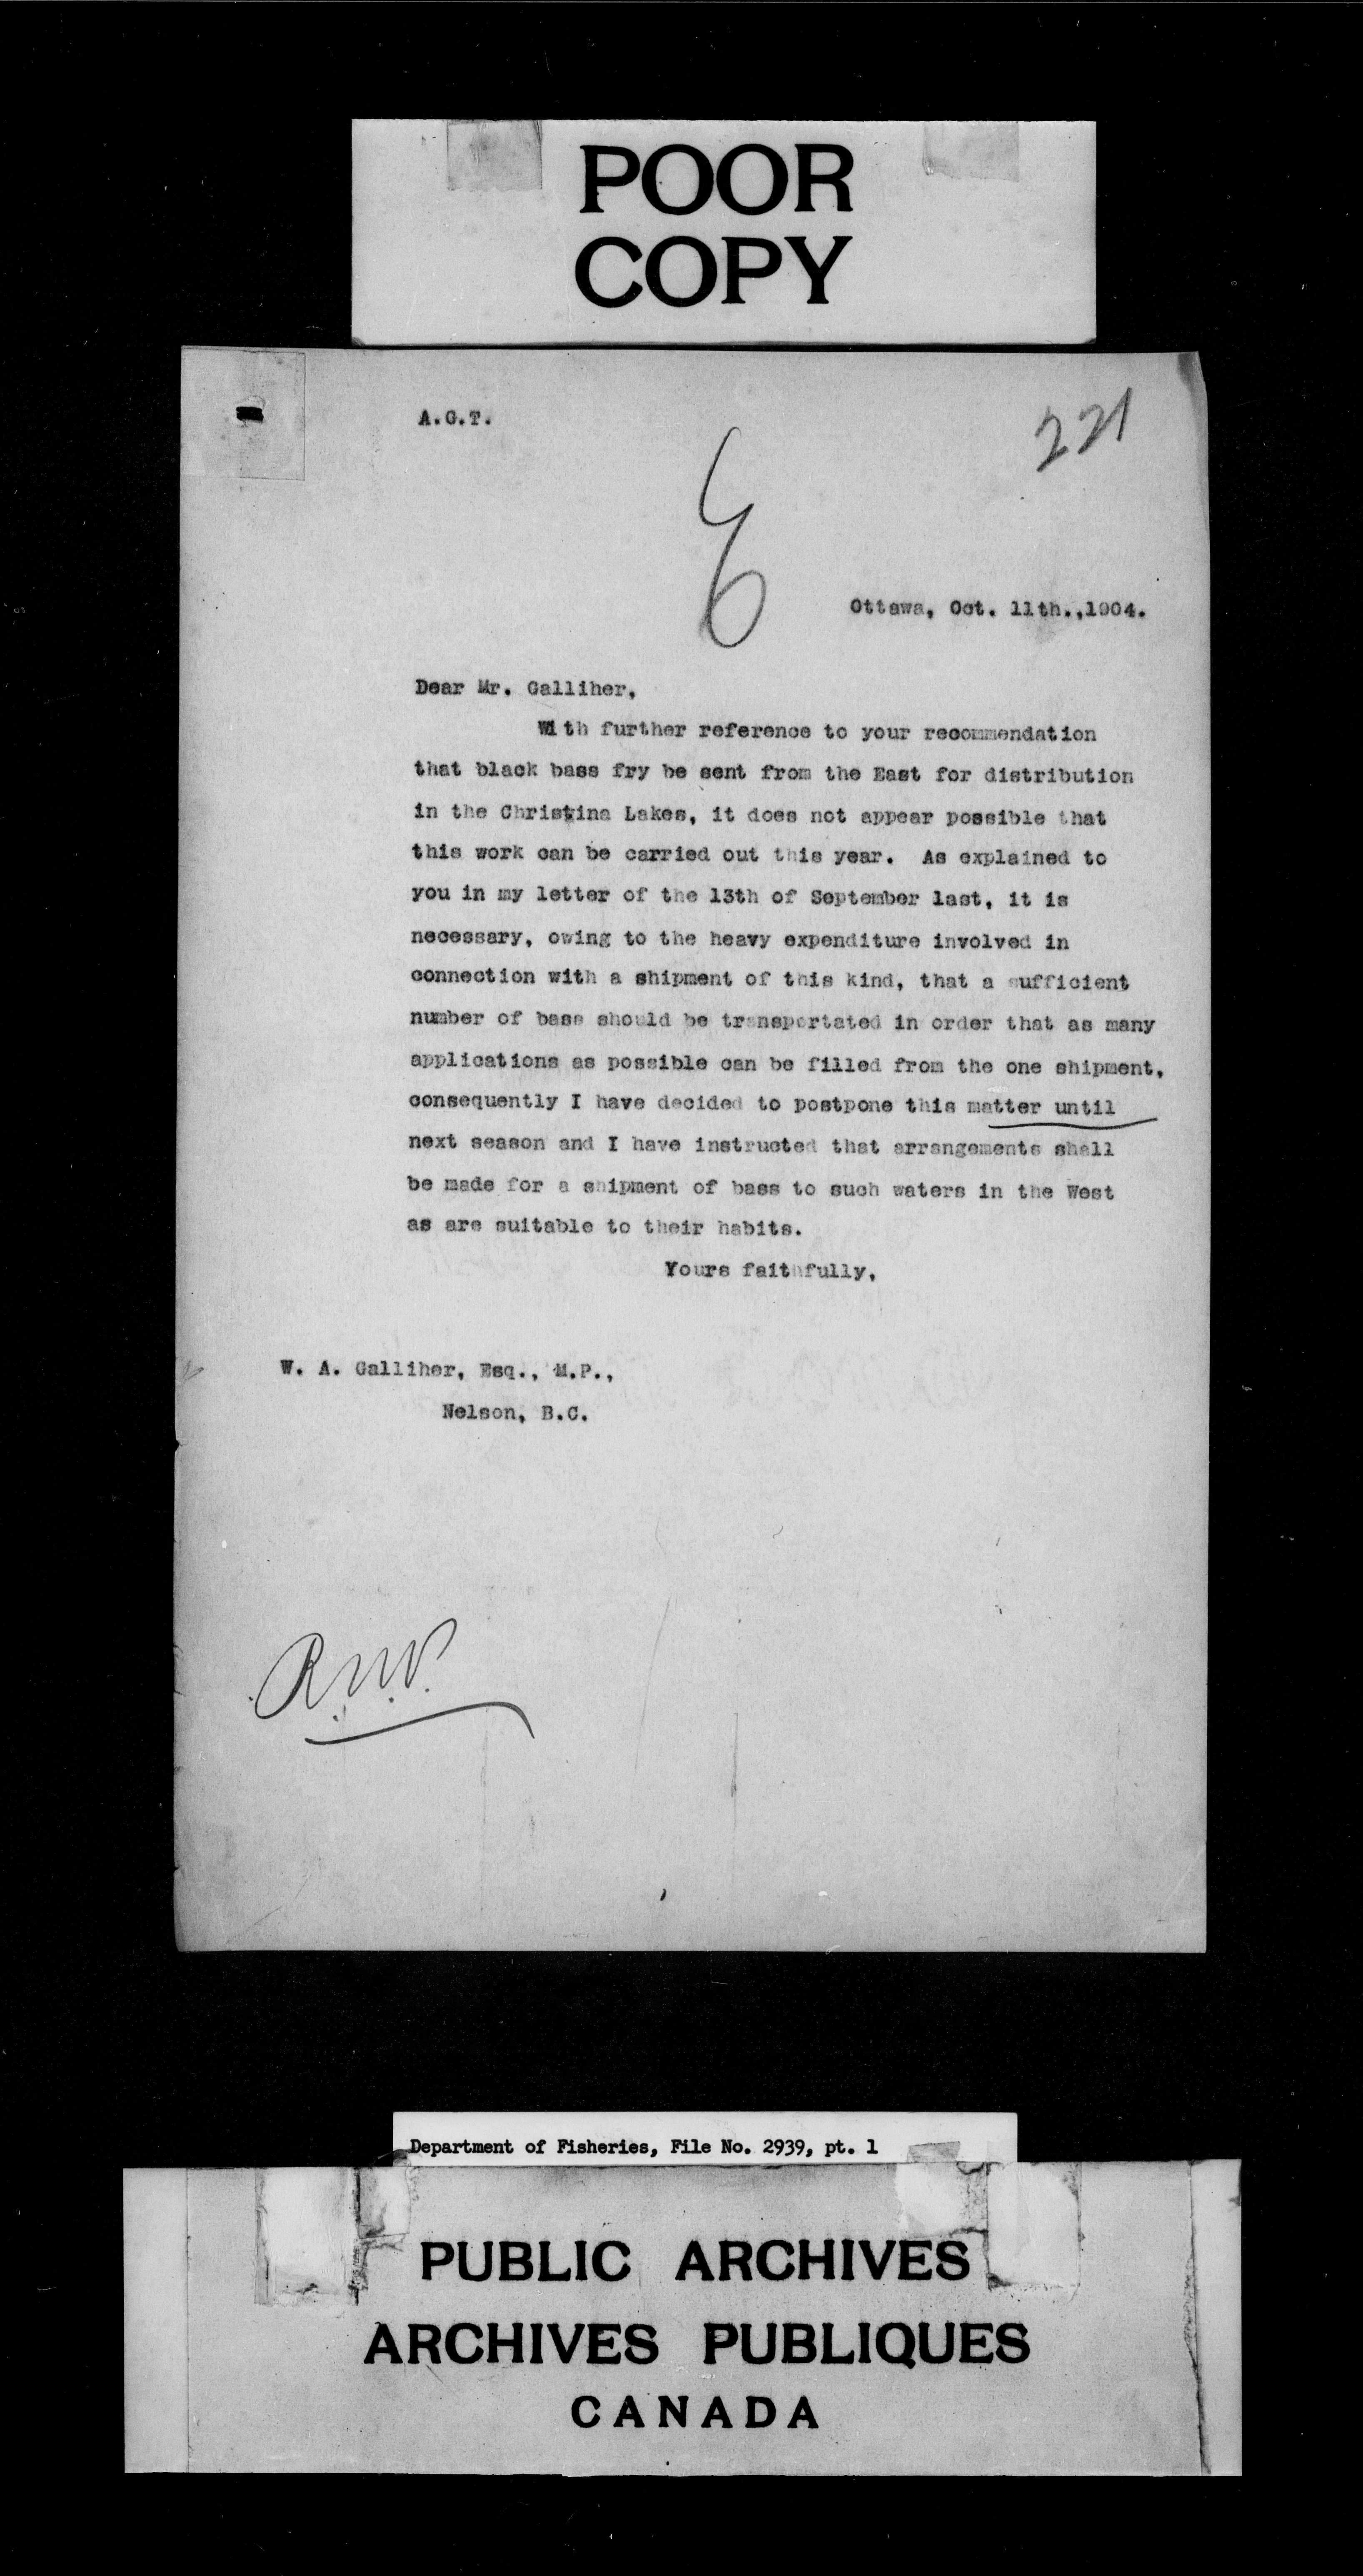 POOR
COPY
A.G.T.
221
E
Ottawa, Oct. 11th.,1904.
Dear Mr. Galliher,
With further reference to your recommendation
that black bass fry be sent from the East for distribution
in the Christina Lakes, it does not appear possible that
this work can be carried out this year. As explained to
you in my letter of the 13th of September last, it is
necessary, owing to the heavy expenditure involved in
connection with a shipment of this kind, that a sufficient
number of bass should be transportated in order that as many
applications as possible can be filled from the one shipment,
consequently I have decided to postpone this matter until
next season and I have instructed that arrangements shall
be made for a shipment of bass to such waters in the West
as are suitable to their habits.
Yours faithfully,
W. A. Galliher, Esq., M.P.,
Nelson, B.C.
Department of Fisheries, File No. 2939, pt. 1
PUBLIC ARCHIVES
ARCHIVES PUBLIQUES
CANADA